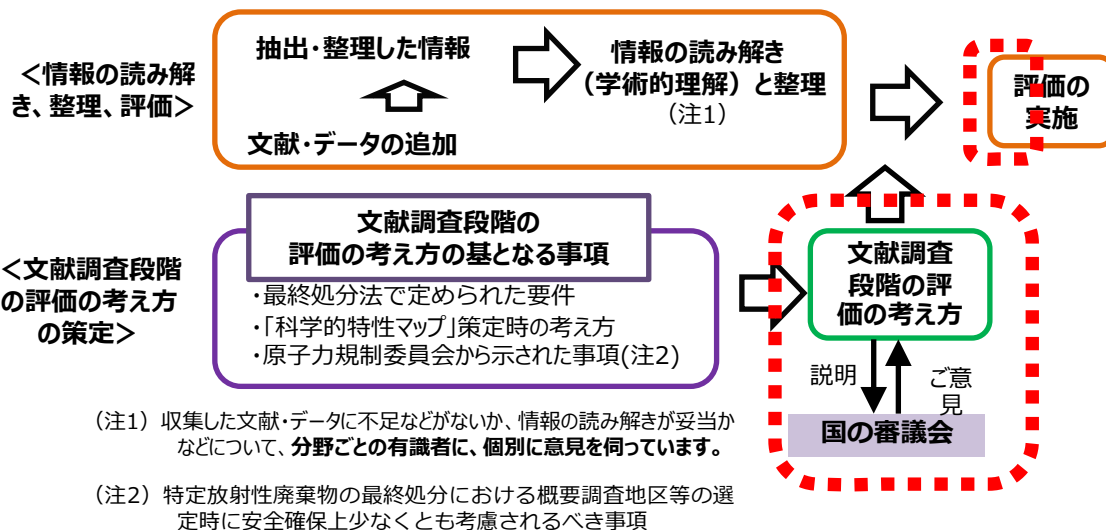 抽出・整理した情報
情報の読み解き
(学術的理解)と整理
(注1)
<情報の読み解
き、整理、評価>
文献・データの追加
評価の
実施
文献調査段階の
評価の考え方の基となる事項
・最終処分法で定められた要件
・「科学的特性マップ」策定時の考え方
・原子力規制委員会から示された事項(注2)
<文献調査段階
の評価の考え方
の策定>
文献調査
段階の評
価の考え方
説明
ご意
見
国の審議会
(注1)収集した文献・データに不足などがないか、情報の読み解きが妥当か
などについて、分野ごとの有識者に、個別に意見を伺っています。
(注2)特定放射性廃棄物の最終処分における概要調査地区等の選
定時に安全確保上少なくとも考慮されるべき事項